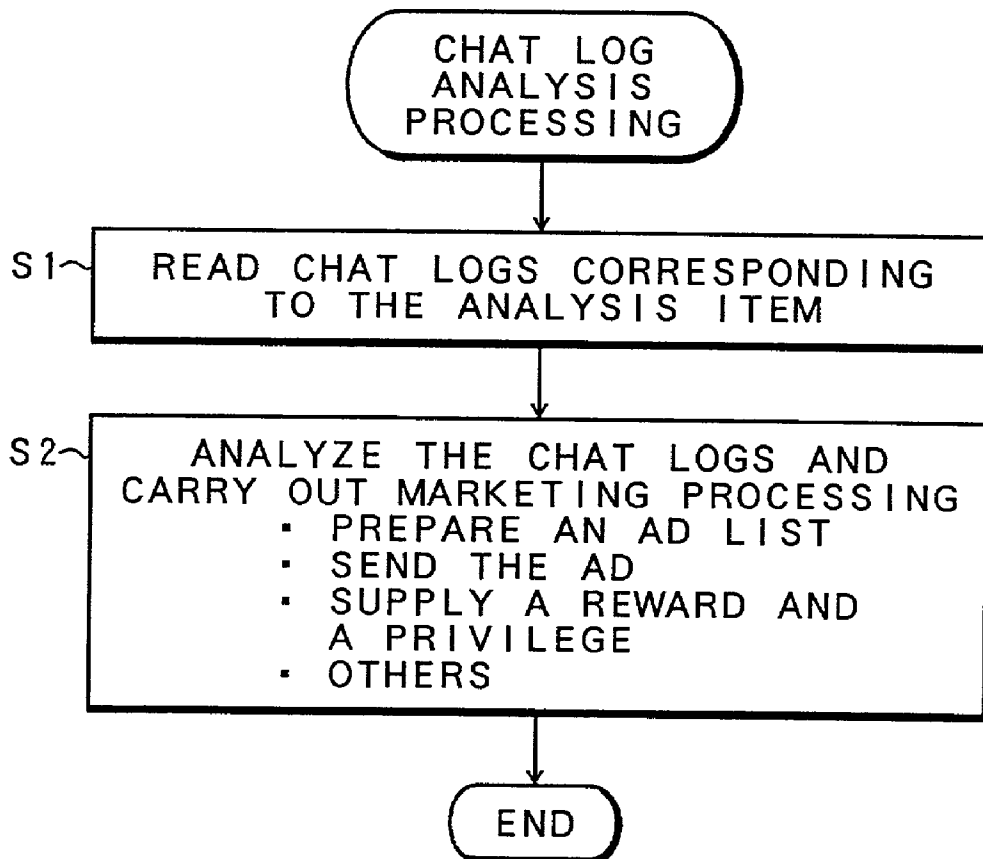 CHAT LOG
ANALYSIS
PROCESSING
S1
READ CHAT LOGS CORRESPONDING
TO THE ANALYSIS ITEM
S2
ANALYZE THE CHAT LOGS AND
CARRY OUT MARKETING PROCESSING
▪ PREPARE AN AD LIST
▪ SEND THE AD
▪ SUPPLY A REWARD AND
A PRIVILEGE
▪ OTHERS
END